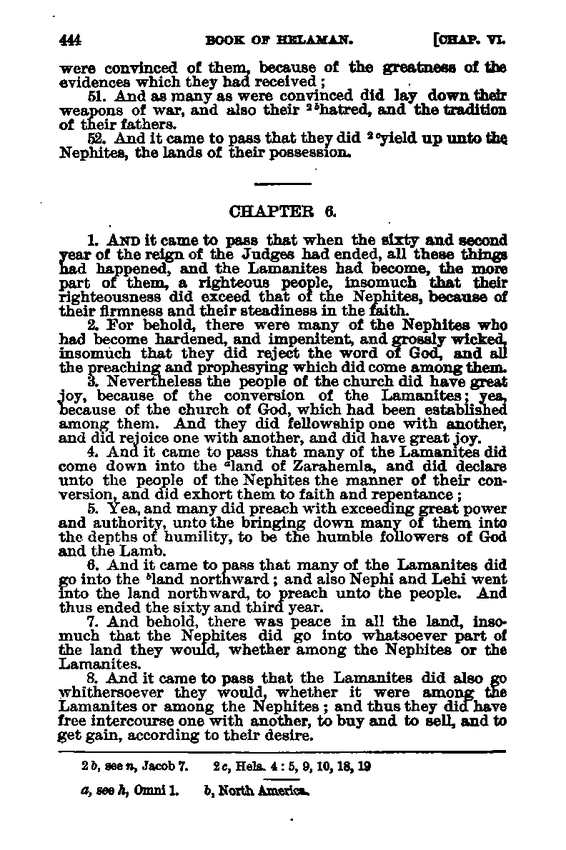 444 BOOK OF HELAMAN. [CHAP. VI.
were convinced of them, because of the greatness of the
evidences which they had received ;
51. And as many as were convinced did lay down their
weapons of war, and also their ²ᵇhatred, and the tradition
of their fathers.
52. And it came to pass that they did ²ᶜyield up unto the
Nephites, the lands of their possession.
CHAPTER 6.
1. AND it came to pass that when the sixty and second
year of the reign of the Judges had ended, all these things
had happened, and the Lamanites had become, the more
part of them, a righteous people, insomuch that their
righteousness did exceed that of the Nephites, because of
their firmness and their steadiness in the faith.
2. For behold, there were many of the Nephites who
had become hardened, and impenitent, and grossly wicked,
insomuch that they did reject the word of God, and all
the preaching and prophesying which did come among them.
3. Nevertheless the people of the church did have great
joy, because of the conversion of the Lamanites; yea,
because of the church of God, which had been established
among them. And they did fellowship one with another,
and did rejoice one with another, and did have great joy.
4. And it came to pass that many of the Lamanites did
come down into the ᵃland of Zarahemla, and did declare
unto the people of the Nephites the manner of their con-
version, and did exhort them to faith and repentance ;
5. Yea, and many did preach with exceeding great power
and authority, unto the bringing down many of them into
the depths of humility, to be the humble followers of God
and the Lamb.
6. And it came to pass that many of the Lamanites did
go into the ᵇland northward ; and also Nephi and Lehi went
into the land northward, to preach unto the people. And
thus ended the sixty and third year.
7. And behold, there was peace in all the land, inso-
much that the Nephites did go into whatsoever part of
the land they would, whether among the Nephites or the
Lamanites.
8. And it came to pass that the Lamanites did also go
whithersoever they would, whether it were among the
Lamanites or among the Nephites ; and thus they did have
free intercourse one with another, to buy and to sell, and to
get gain, according to their desire.
2 b, see n, Jacob 7. 2 c, Hela. 4 : 5, 9, 10, 18, 19
a, see h, Omni 1. b, North America.